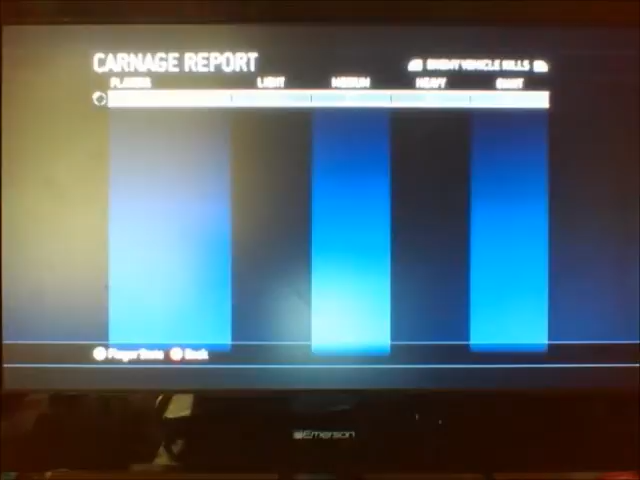 CARNAGE REPORT
ENEMY VEHICLE KILLS
PLAYER LIGHT MEDIUM HEAVY GIANT
Player Stats Back
Emerson